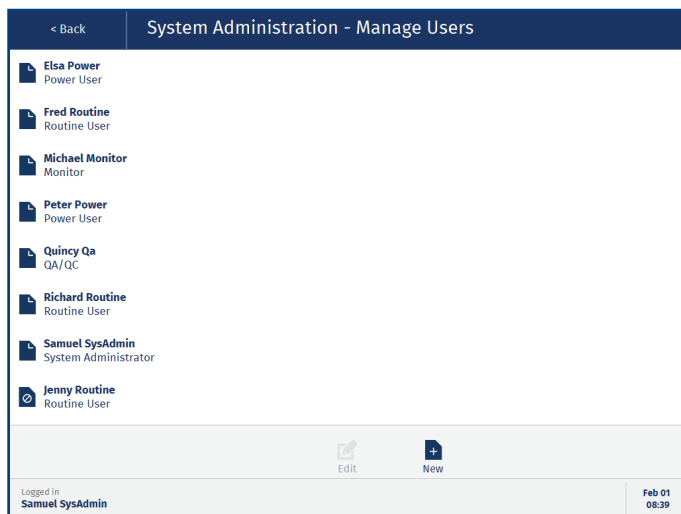 < Back
System Administration - Manage Users
Elsa Power
Power User
Fred Routine
Routine User
Michael Monitor
Monitor
Peter Power
Power User
Quincy Qa
QA/QC
Richard Routine
Routine User
Samuel SysAdmin
System Administrator
Jenny Routine
Routine User
Edit
New
Logged in
Samuel SysAdmin
Feb 01
08:39